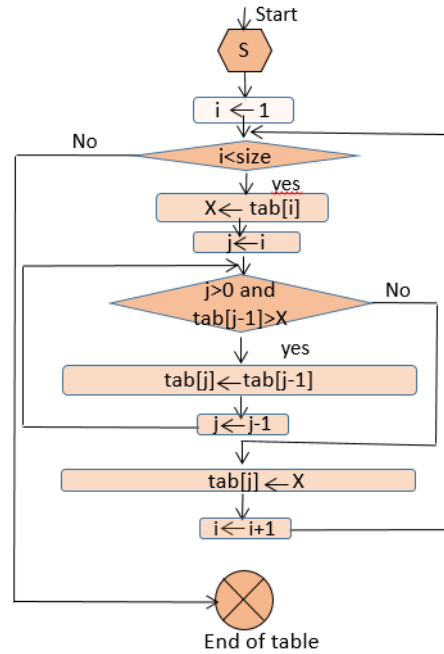 Start
S
i ← 1
No
i<size
yes
X← tab[i]
j←i
j>0 and
tab[j-1]>X
No
yes
tab[j]←tab[j-1]
j←j-1
tab[j] ← X
i←i+1
End of table